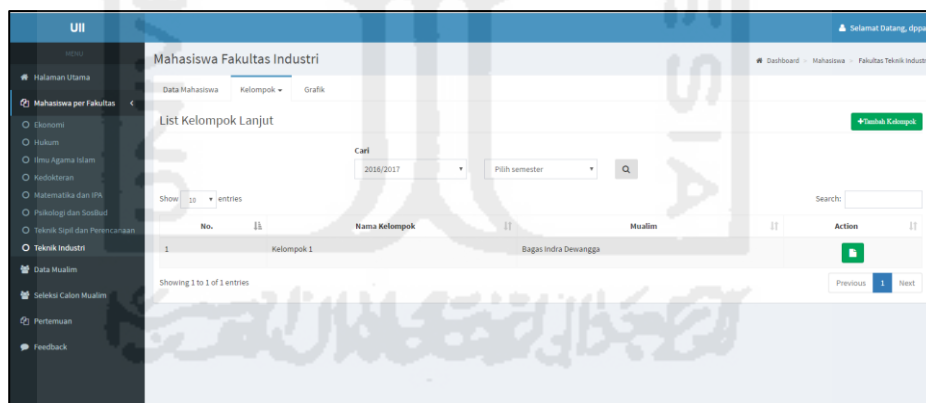 UII
Selamat Datang, dppa
MENU
Halaman Utama
Mahasiswa per Fakultas
Ekonomi
Hukum
Ilmu Agama Islam
Kedokteran
Matematika dan IPA
Psikologi dan SosBud
Teknik Sipil dan Perencanaan
Teknik Industri
Data Mualim
Seleksi Calon Mualim
Pertemuan
Feedback
Mahasiswa Fakultas Industri
Dashboard > Mahasiswa > Fakultas Teknik Industri
Data Mahasiswa Kelompok Grafik
List Kelompok Lanjut
+Tambah Kelompok
Cari
2016/2017 Pilih semester
Show 10 entries Search:
No. Nama Kelompok Mualim Action
1 Kelompok 1 Bagas Indra Dewangga
Showing 1 to 1 of 1 entries Previous 1 Next